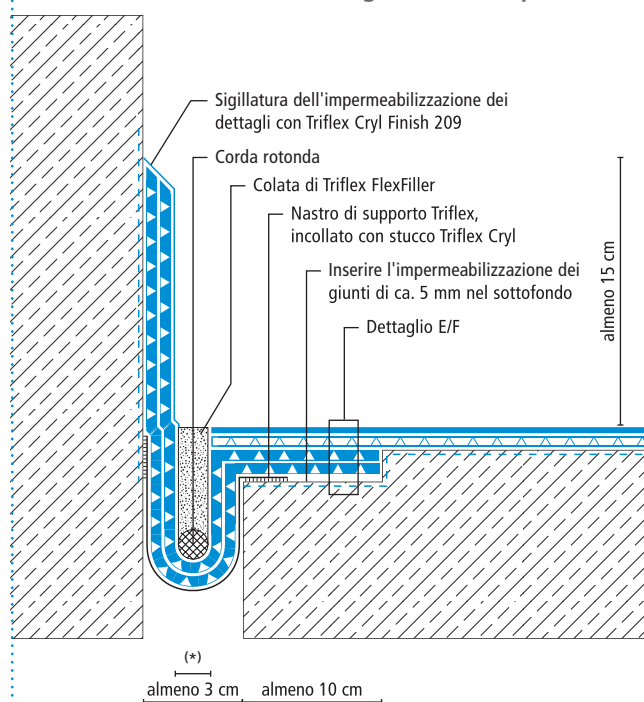 Sigillatura dell'impermeabilizzazione dei
dettagli con Triflex Cryl Finish 209
Corda rotonda
Colata di Triflex FlexFiller
Nastro di supporto Triflex,
incollato con stucco Triflex Cryl
Inserire l'impermeabilizzazione dei
giunti di ca. 5 mm nel sottofondo
Dettaglio E/F
almeno 15 cm
(*)
almeno 3 cm
almeno 10 cm